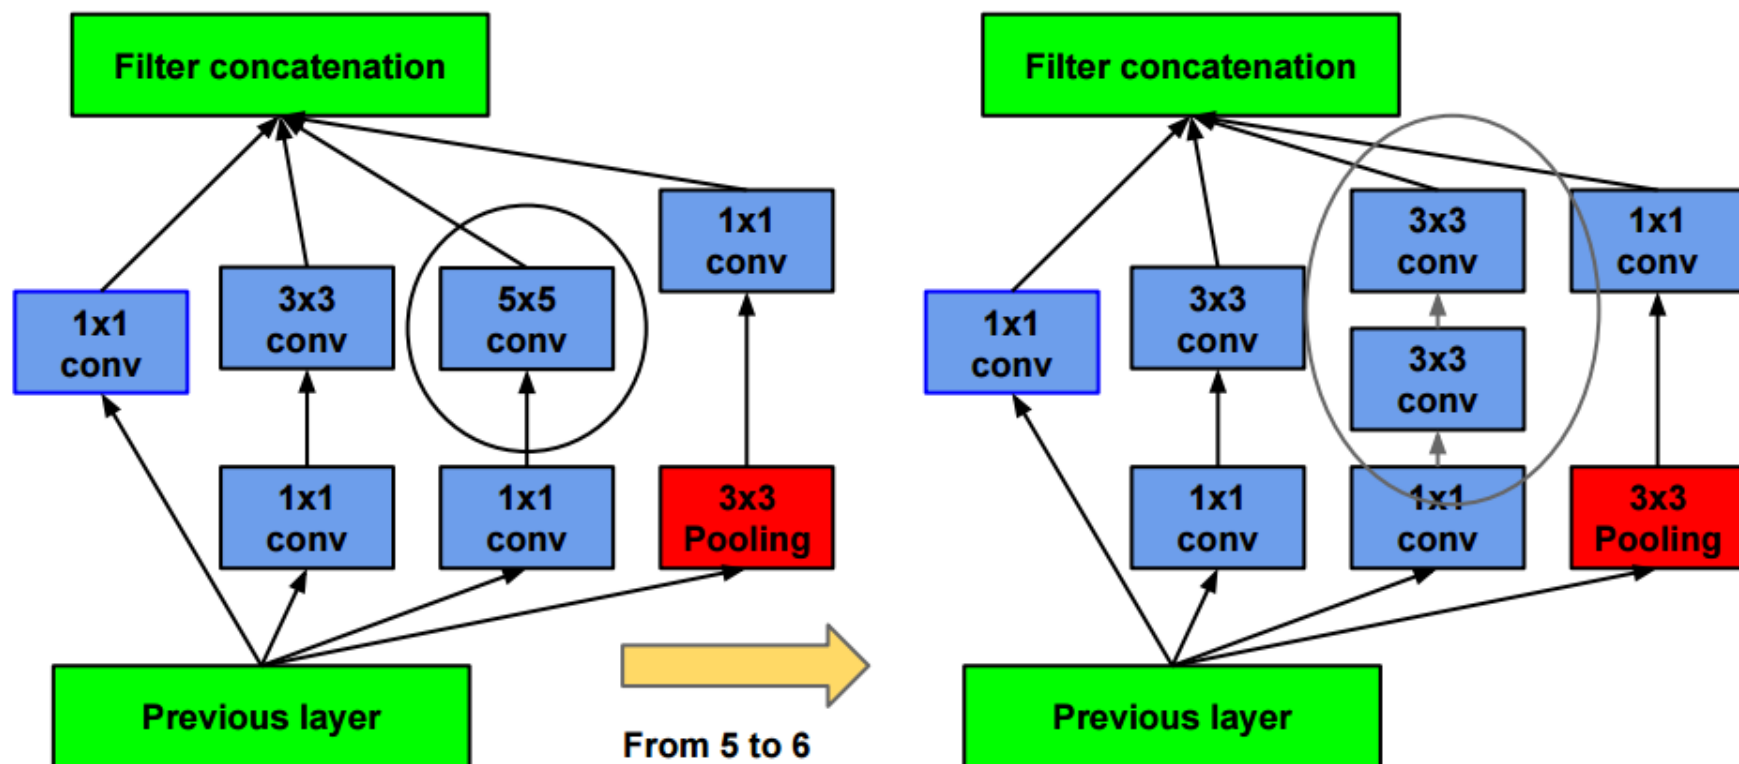 Filter concatenation
1x1
conv
3x3
conv
5x5
conv
1x1
conv
1x1
conv
1x1
conv
3x3
Pooling
Previous layer
From 5 to 6
Filter concatenation
1x1
conv
3x3
conv
3x3
conv
1x1
conv
3x3
conv
1x1
conv
1x1
conv
3x3
Pooling
Previous layer